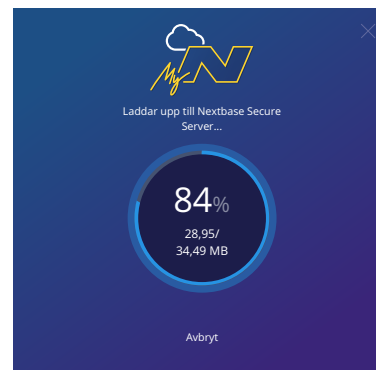 My N
Laddar upp till Nextbase Secure
Server...
84%
28,95/
34,49 MB
Avbryt